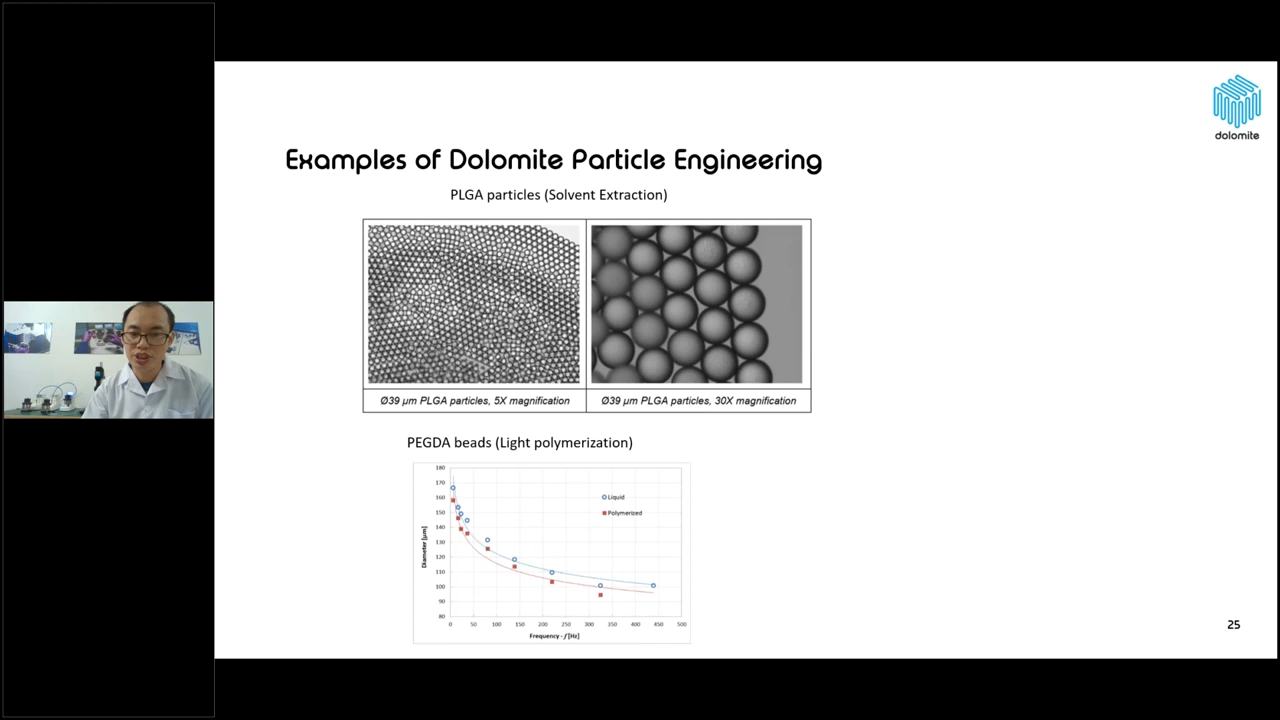 dolomite
Examples of Dolomite Particle Engineering
PLGA particles (Solvent Extraction)
Ø39 µm PLGA particles, 5X magnification
Ø39 µm PLGA particles, 30X magnification
PEGDA beads (Light polymerization)
180
170
160
150
140
130
120
110
100
90
80
Diameter [µm]
Liquid
Polymerized
0 50 100 150 200 250 300 350 400 450 500
Frequency - f [Hz]
25